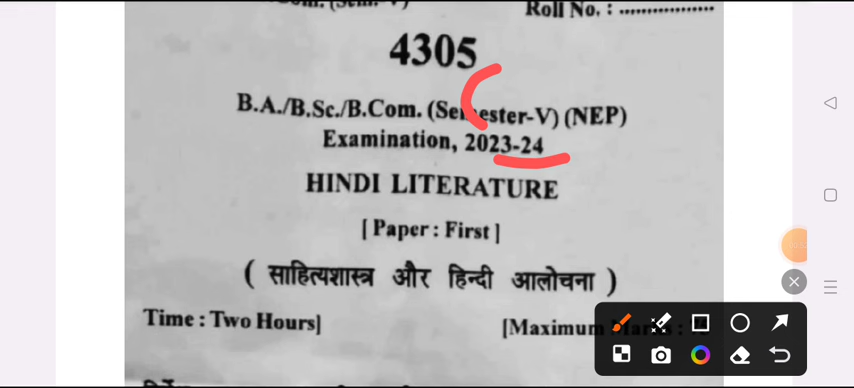 Roll No. : ..................
4305
B.A./B.Sc./B.Com. (Semester-V) (NEP)
Examination, 2023-24
HINDI LITERATURE
[ Paper : First ]
( साहित्यशास्त्र और हिन्दी आलोचना )
Time : Two Hours] [Maximum